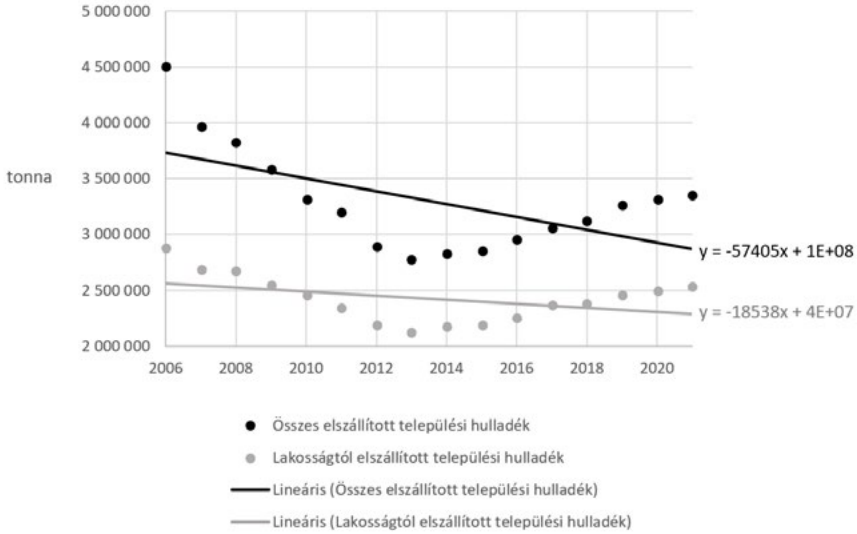 5 000 000
4 500 000
4 000 000
tonna 3 500 000
3 000 000
y = -57405x + 1E+08
2 500 000
y = -18538x + 4E+07
2 000 000
2006 2008 2010 2012 2014 2016 2018 2020
Összes elszállított települési hulladék
Lakosságtól elszállított települési hulladék
Lineáris (Összes elszállított települési hulladék)
Lineáris (Lakosságtól elszállított települési hulladék)